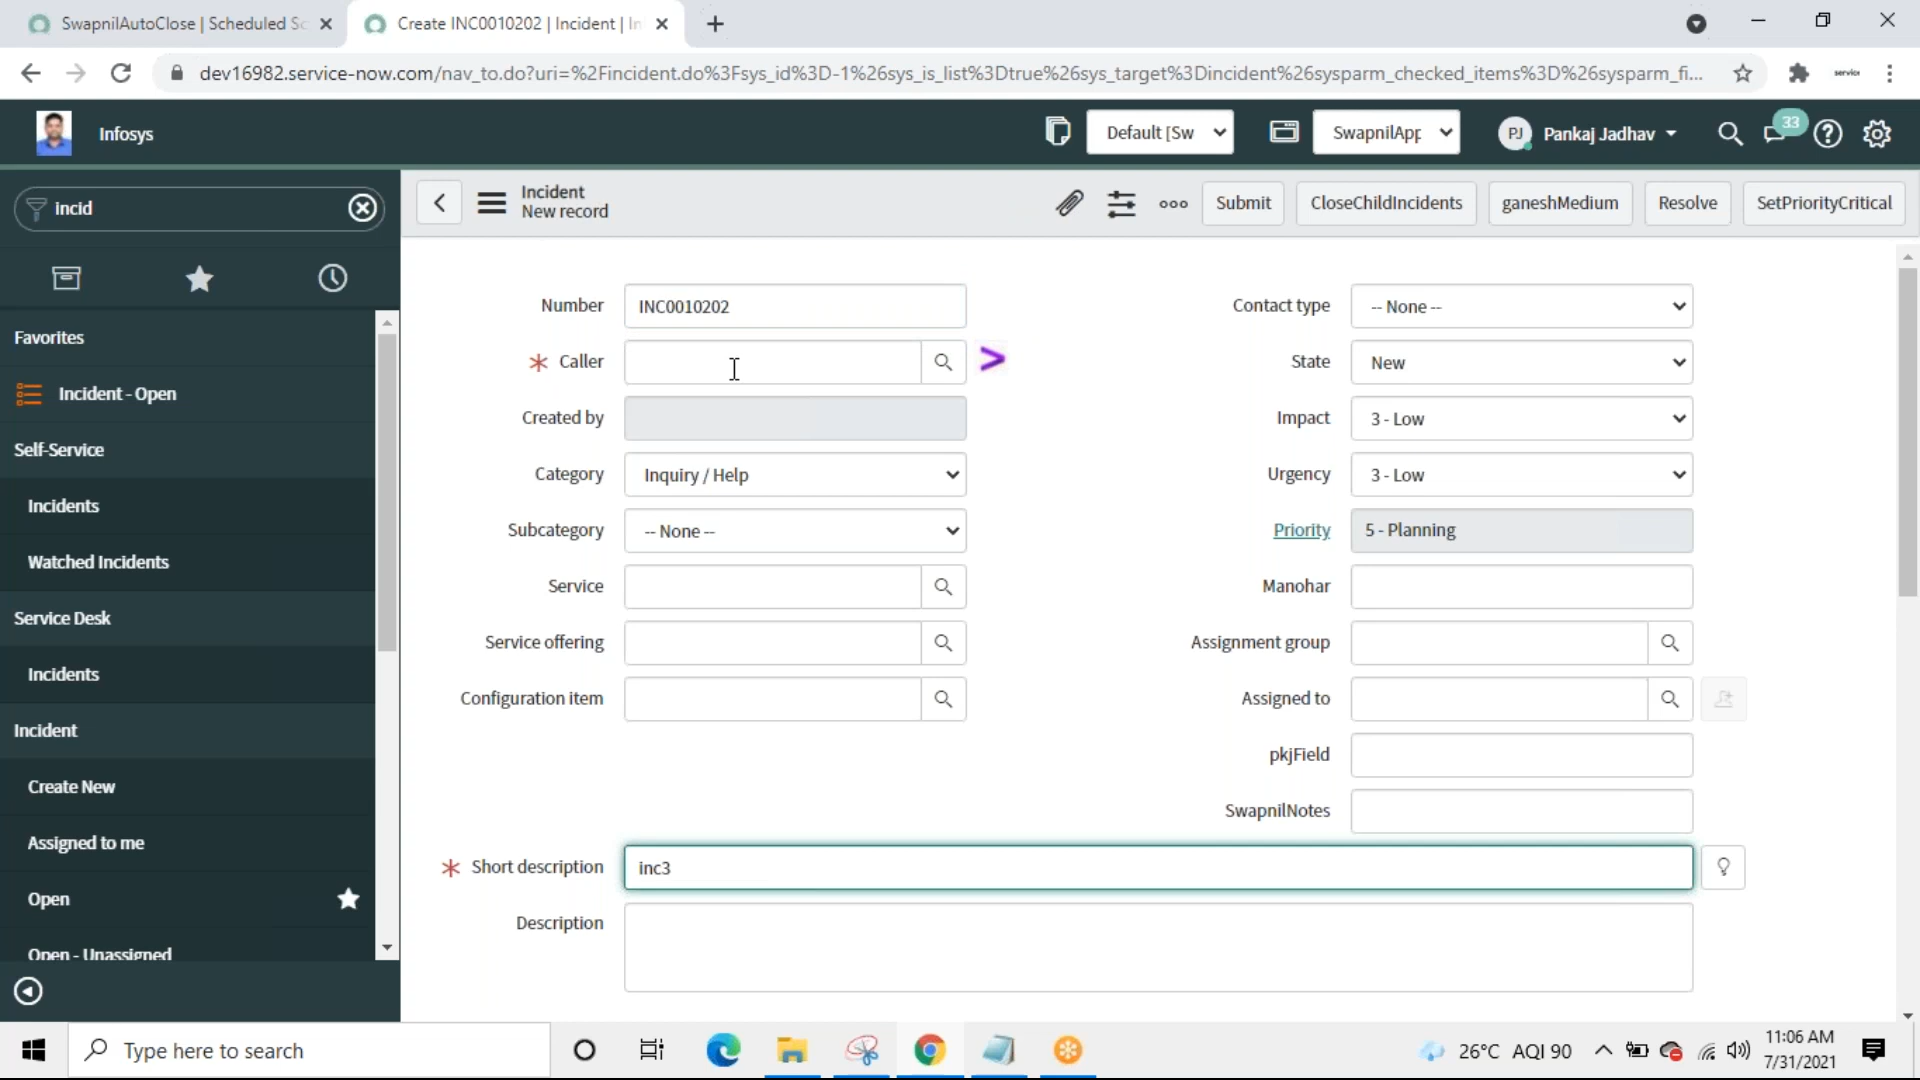 SwapnilAutoClose | Scheduled Sc
Create INC0010202 | Incident | In
dev16982.service-now.com/nav_to.do?uri=%2Fincident.do%3Fsys_id%3D-1%26sys_is_list%3Dtrue%26sys_target%3Dincident%26sysparm_checked_items%3D%26sysparm_fi...
service
Infosys
Default [Sw
SwapnilApp
PJ
Pankaj Jadhav
33
incid
Incident
New record
Submit
CloseChildIncidents
ganeshMedium
Resolve
SetPriorityCritical
Favorites
Incident - Open
Self-Service
Incidents
Watched Incidents
Service Desk
Incidents
Incident
Create New
Assigned to me
Open
Open - Unassigned
Number
INC0010202
Caller
>
Created by
Category
Inquiry / Help
Subcategory
-- None --
Service
Service offering
Configuration item
Contact type
-- None --
State
New
Impact
3 - Low
Urgency
3 - Low
Priority
5 - Planning
Manohar
Assignment group
Assigned to
pkjField
SwapnilNotes
Short description
inc3
Description
Type here to search
26°C AQI 90
11:06 AM
7/31/2021